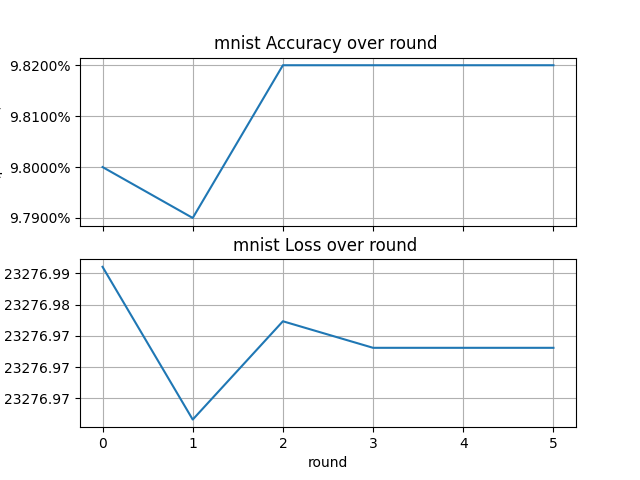 mnist Accuracy over round
9.8200%
9.8100%
9.8000%
9.7900%
mnist Loss over round
23276.99
23276.98
23276.97
23276.97
23276.97
0 1 2 3 4 5
round